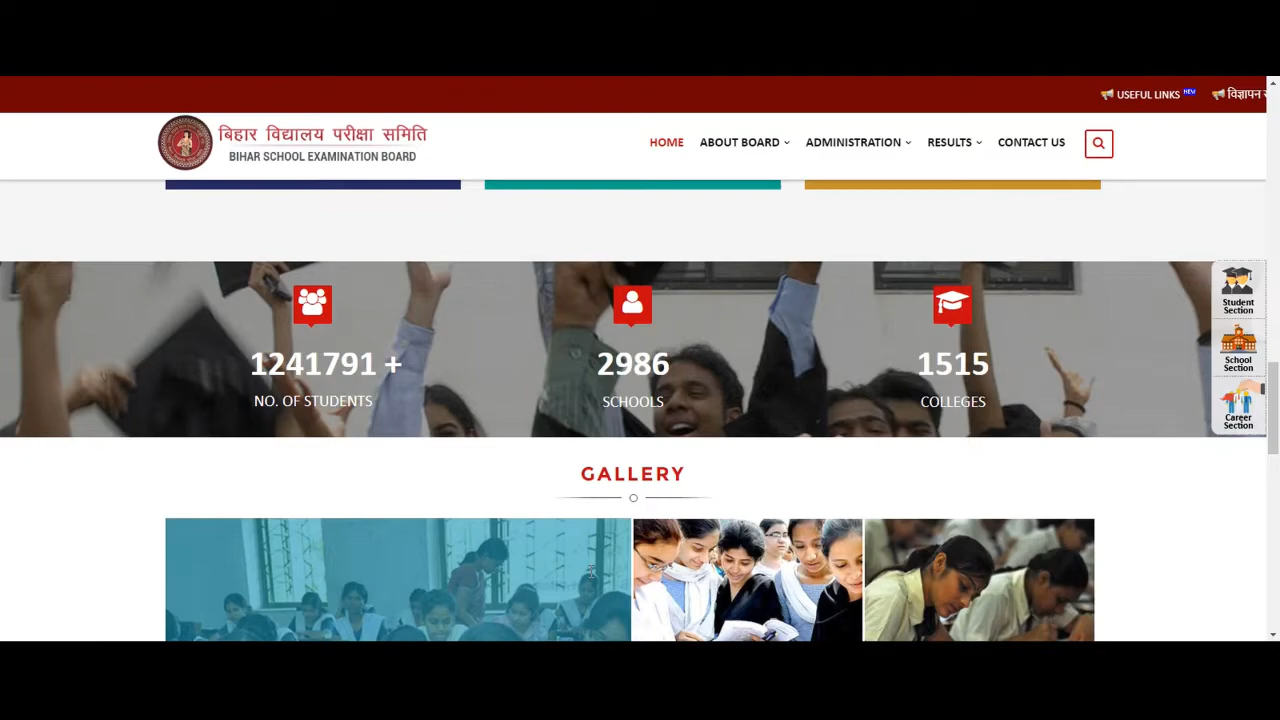 USEFUL LINKS NEW
विज्ञापन
बिहार विद्यालय परीक्षा समिति
BIHAR SCHOOL EXAMINATION BOARD
HOME ABOUT BOARD ADMINISTRATION RESULTS CONTACT US
1241791 + 2986 1515
NO. OF STUDENTS SCHOOLS COLLEGES
Student
Section
School
Section
Career
Section
GALLERY